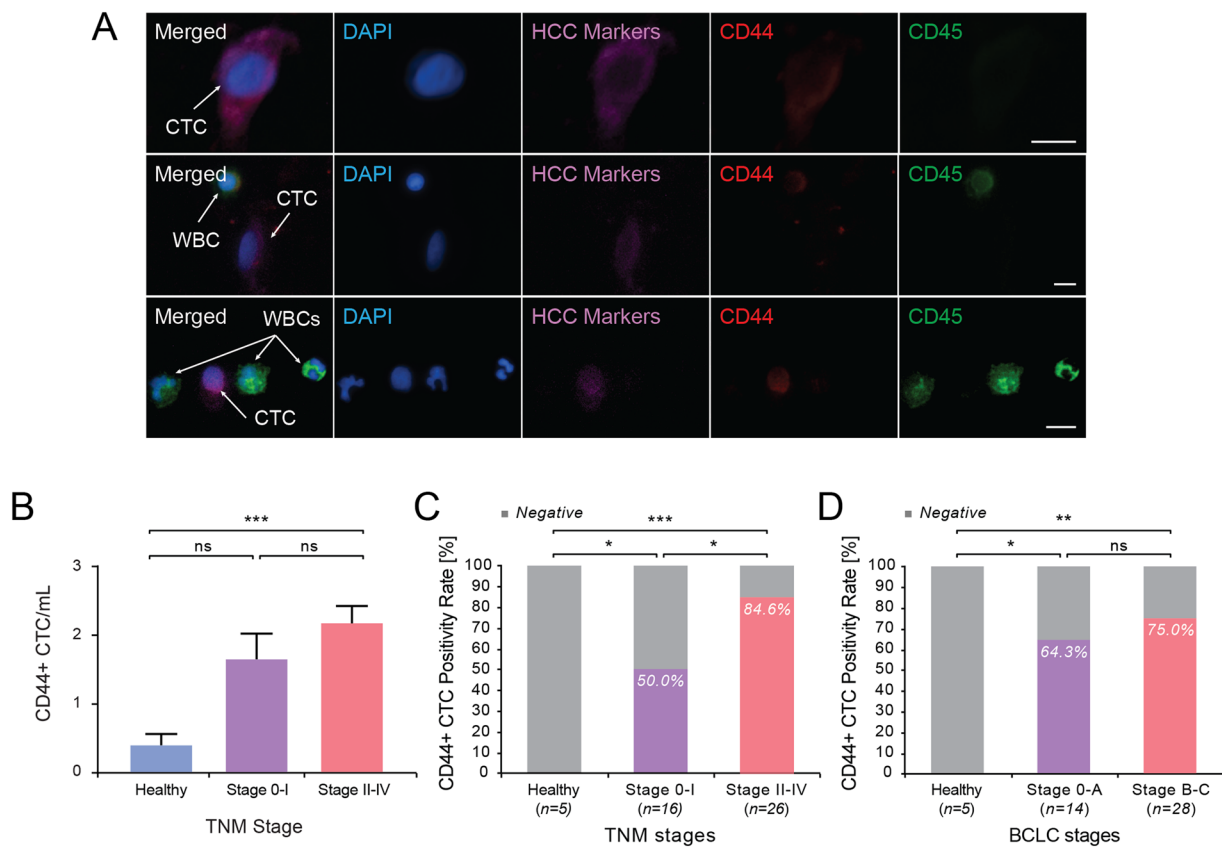 A
Merged DAPI HCC Markers CD44 CD45
CTC
Merged DAPI HCC Markers CD44 CD45
CTC
WBC
Merged DAPI HCC Markers CD44 CD45
WBCs
CTC
B
***
ns ns
CD44+ CTC/mL
3
2
1
0
Healthy Stage 0-I Stage II-IV
TNM Stage
C
Negative
***
* *
CD44+ CTC Positivity Rate [%]
100
90
80
70
60
50
40
30
20
10
0
84.6%
50.0%
Healthy Stage 0-I Stage II-IV
(n=5) (n=16) (n=26)
TNM stages
D
Negative
**
* ns
CD44+ CTC Positivity Rate [%]
100
90
80
70
60
50
40
30
20
10
0
75.0%
64.3%
Healthy Stage 0-A Stage B-C
(n=5) (n=14) (n=28)
BCLC stages